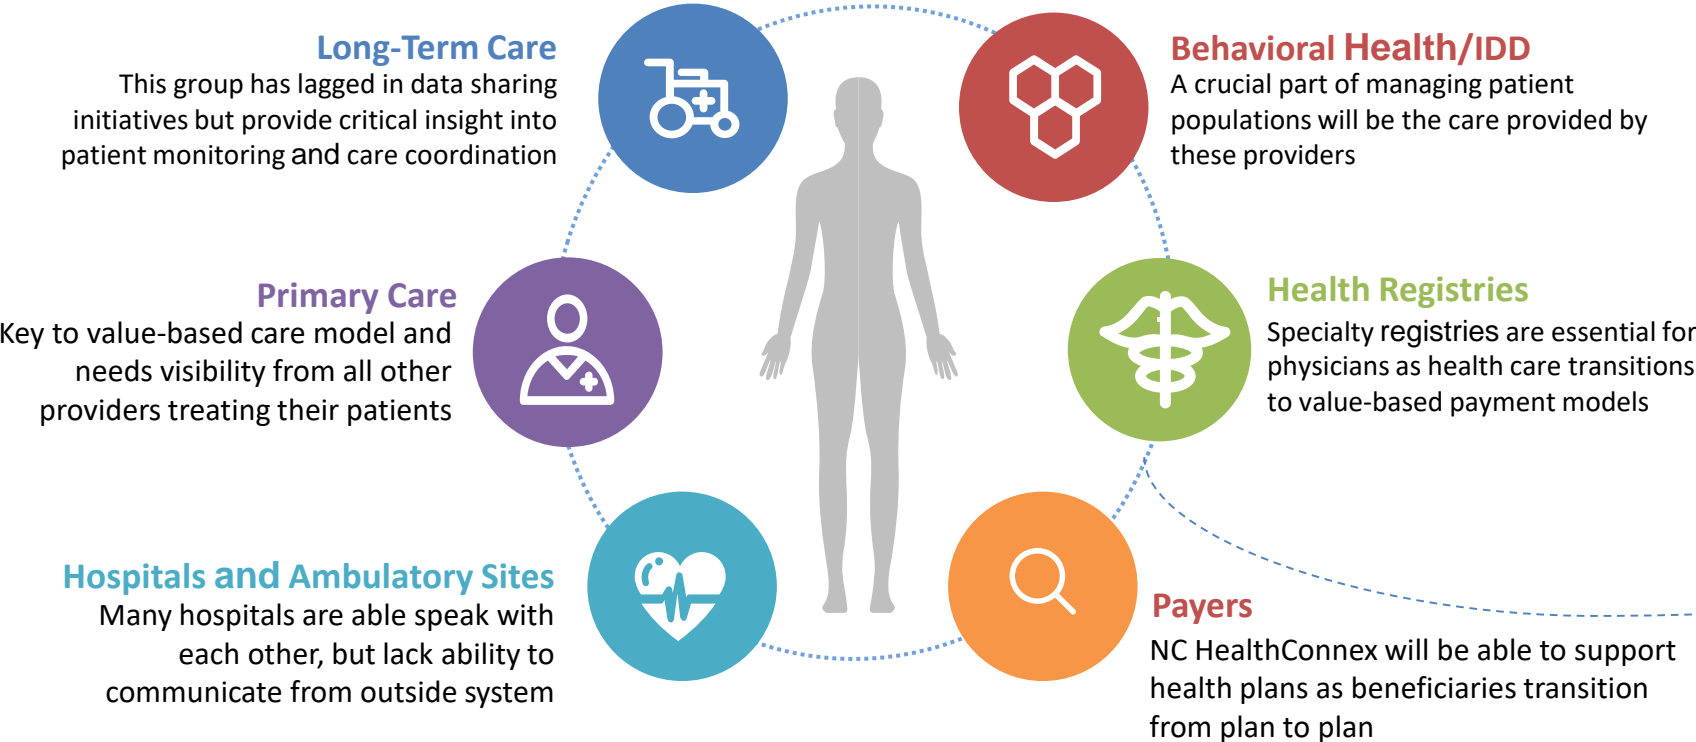 Long-Term Care
This group has lagged in data sharing
initiatives but provide critical insight into
patient monitoring and care coordination
Behavioral Health/IDD
A crucial part of managing patient
populations will be the care provided by
these providers
Primary Care
Key to value-based care model and
needs visibility from all other
providers treating their patients
Health Registries
Specialty registries are essential for
physicians as health care transitions
to value-based payment models
Hospitals and Ambulatory Sites
Many hospitals are able speak with
each other, but lack ability to
communicate from outside system
Payers
NC HealthConnex will be able to support
health plans as beneficiaries transition
from plan to plan